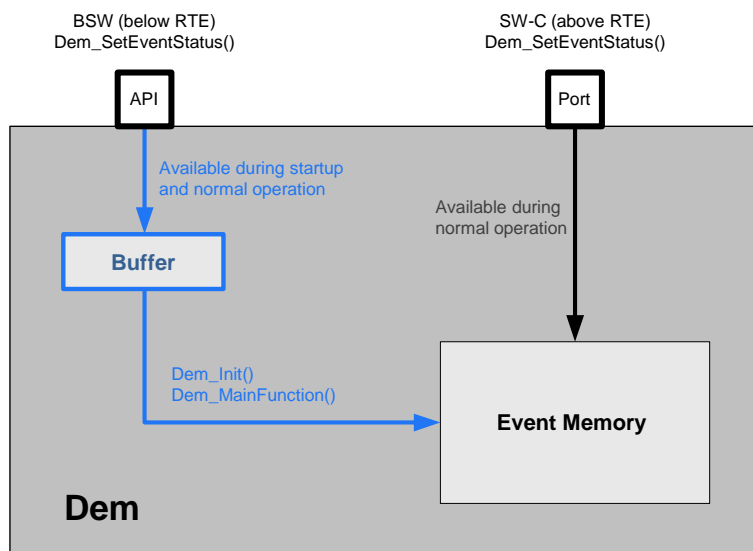 BSW (below RTE)
Dem_SetEventStatus()
SW-C (above RTE)
Dem_SetEventStatus()
API
Port
Available during startup
and normal operation
Available during
normal operation
Buffer
Dem_Init()
Dem_MainFunction()
Event Memory
Dem